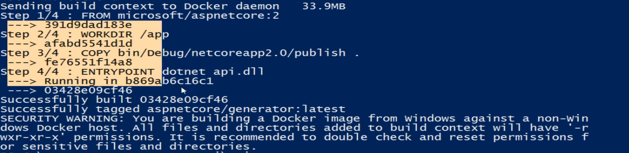 Sending build context to Docker daemon   33.9MB
Step 1/4 : FROM microsoft/aspnetcore:2
 ---> 391d9dad183e
Step 2/4 : WORKDIR /app
 ---> afabd5541d1d
Step 3/4 : COPY bin/Debug/netcoreapp2.0/publish .
 ---> fe76551f14a8
Step 4/4 : ENTRYPOINT dotnet api.dll
 ---> Running in b869ab6c16c1
 ---> 03428e09cf46
Successfully built 03428e09cf46
Successfully tagged aspnetcore/generator:latest
SECURITY WARNING: You are building a Docker image from Windows against a non-Win
dows Docker host. All files and directories added to build context will have '-r
wxr-xr-x' permissions. It is recommended to double check and reset permissions f
or sensitive files and directories.